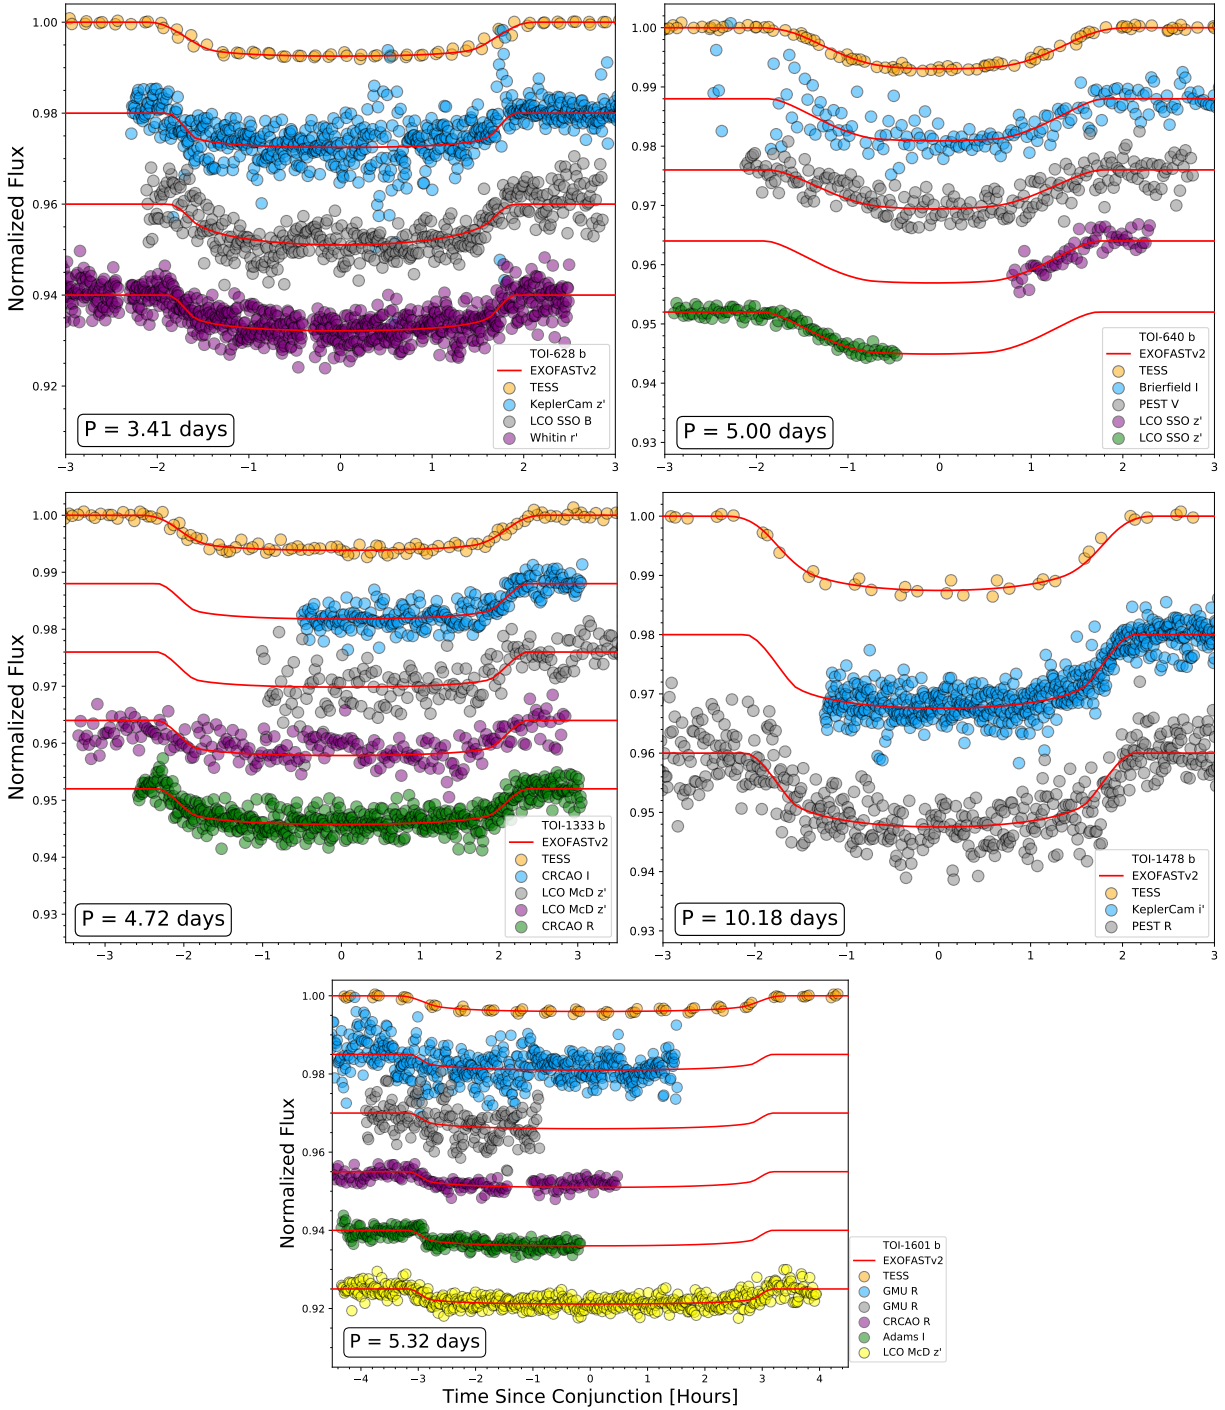 Normalized Flux
1.00
0.98
0.96
0.94
0.92
TOI-628 b
EXOFASTv2
TESS
KeplerCam z'
LCO SSO B
Whitin r'
P = 3.41 days
−3 −2 −1 0 1 2 3
1.00
0.99
0.98
0.97
0.96
0.95
0.94
0.93
TOI-640 b
EXOFASTv2
TESS
Brierfield I
PEST V
LCO SSO z'
LCO SSO z'
P = 5.00 days
−3 −2 −1 0 1 2 3
Normalized Flux
1.00
0.99
0.98
0.97
0.96
0.95
0.94
0.93
TOI-1333 b
EXOFASTv2
TESS
CRCAO I
LCO McD z'
LCO McD z'
CRCAO R
P = 4.72 days
−3 −2 −1 0 1 2 3
1.00
0.99
0.98
0.97
0.96
0.95
0.94
0.93
TOI-1478 b
EXOFASTv2
TESS
KeplerCam i'
PEST R
P = 10.18 days
−3 −2 −1 0 1 2 3
Normalized Flux
1.00
0.98
0.96
0.94
0.92
TOI-1601 b
EXOFASTv2
TESS
GMU R
GMU R
CRCAO R
Adams I
LCO McD z'
P = 5.32 days
−4 −3 −2 −1 0 1 2 3 4
Time Since Conjunction [Hours]